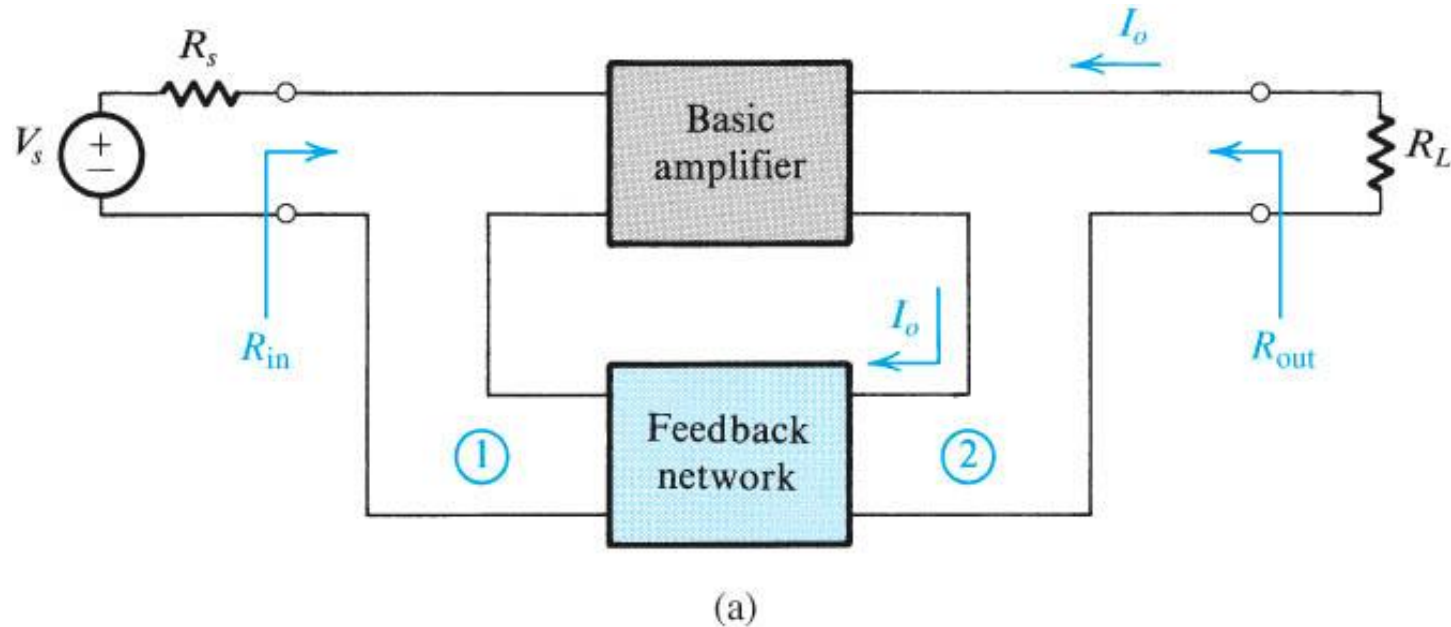 R_s
I_o
V_s
+
−
Basic
amplifier
R_L
R_in
I_o
R_out
1
Feedback
network
2
(a)